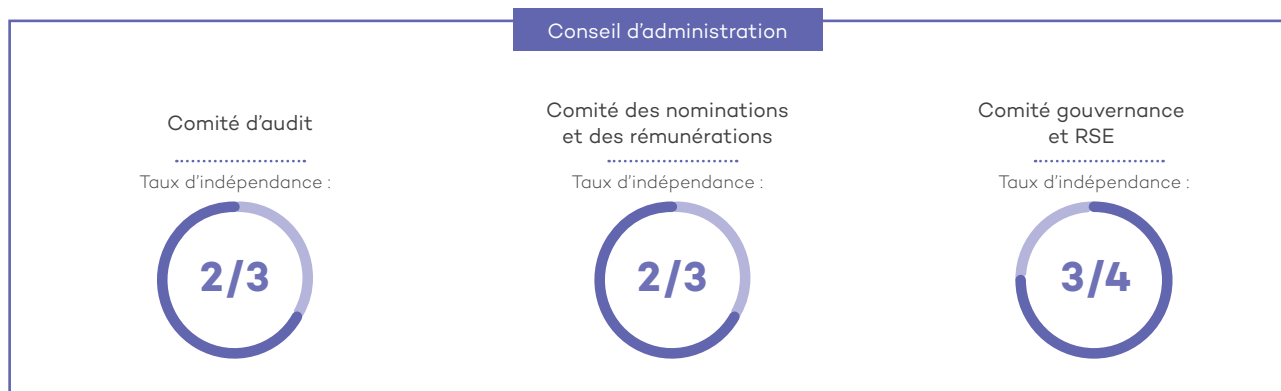 Conseil d'administration
Comité d'audit
Taux d'indépendance :
2/3
Comité des nominations
et des rémunérations
Taux d'indépendance :
2/3
Comité gouvernance
et RSE
Taux d'indépendance :
3/4